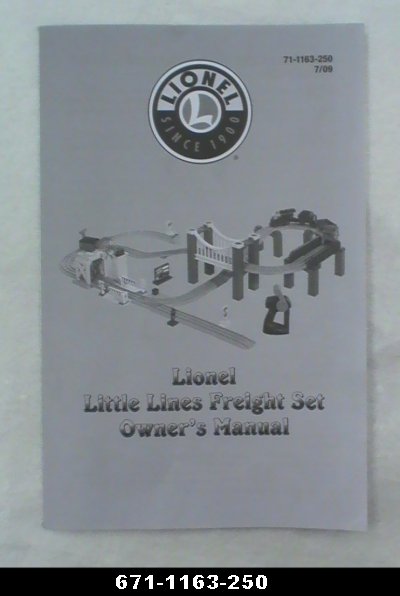 71-1163-250
7/09
LIONEL
L
SINCE 1900
®
Lionel
Little Lines Freight Set
Owner's Manual
671-1163-250